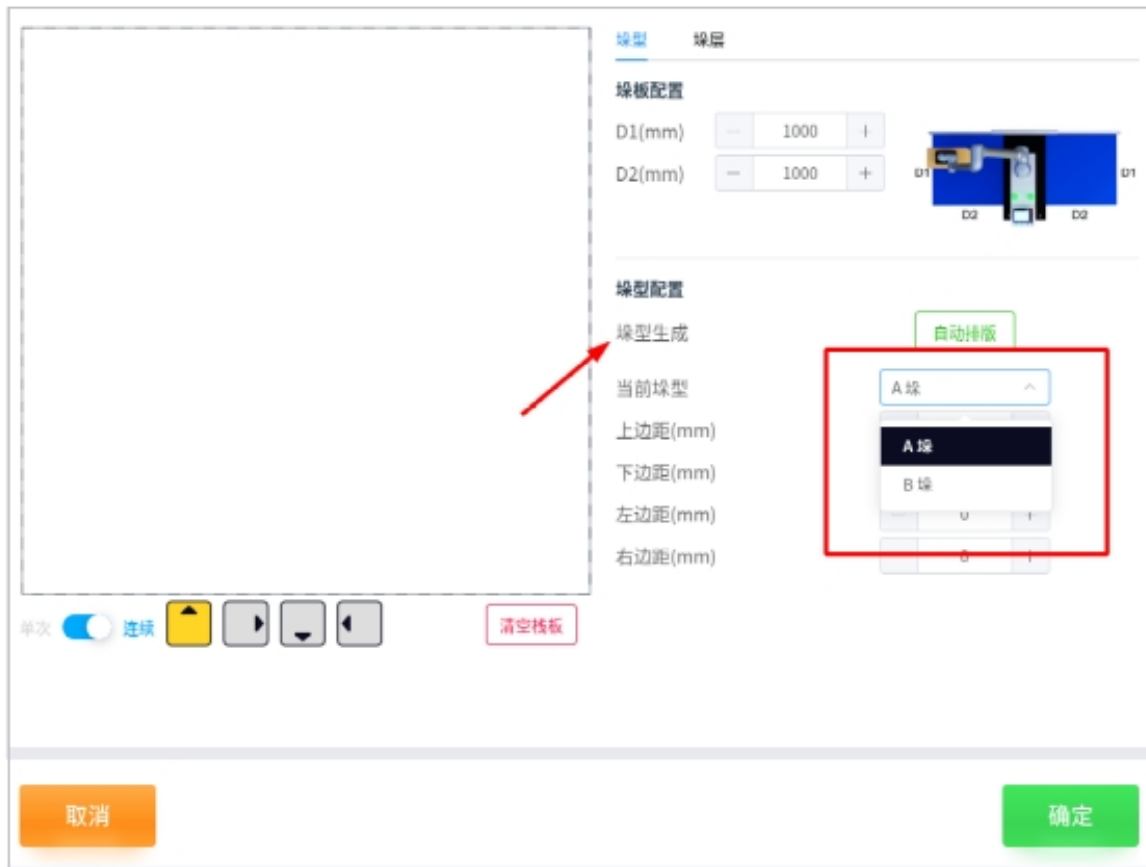 垛型 垛层
垛板配置
D1(mm) − 1000 +
D2(mm) − 1000 +
D1 D1
D2 D2
垛型配置
垛型生成 自动排版
当前垛型 A 垛
上边距(mm)
A 垛
下边距(mm)
B 垛
左边距(mm) 0 +
右边距(mm) 0 +
单次 连续 清空栈板
取消 确定